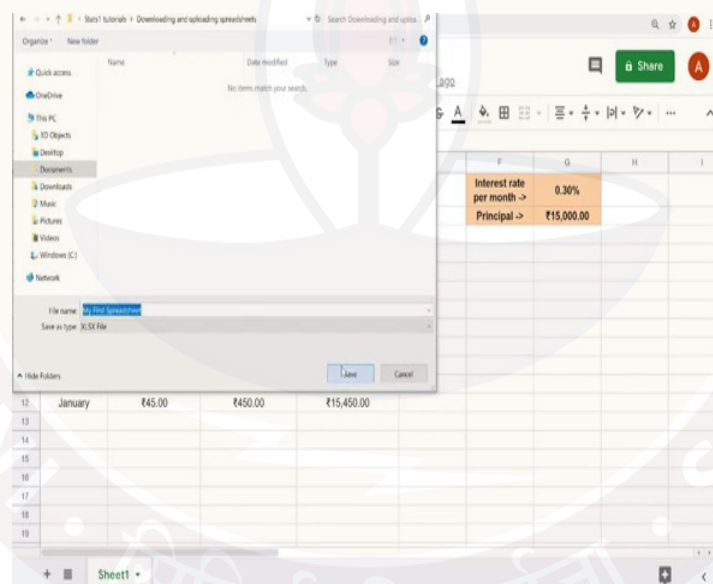 Stats1 tutorials > Downloading and uploading spreadsheets
Search Downloading and uploa...
Organize
New folder
Name
Date modified
Type
Size
No items match your search.
Quick access
OneDrive
This PC
3D Objects
Desktop
Documents
Downloads
Music
Pictures
Videos
Windows (C:)
Network
File name: My First Spreadsheet
Save as type: XLSX File
Hide Folders
Save
Cancel
ago
Share
A
A
F
G
H
I
Interest rate per month ->
0.30%
Principal ->
₹15,000.00
12 January ₹45.00 ₹450.00 ₹15,450.00
13
14
15
16
17
18
19
Sheet1